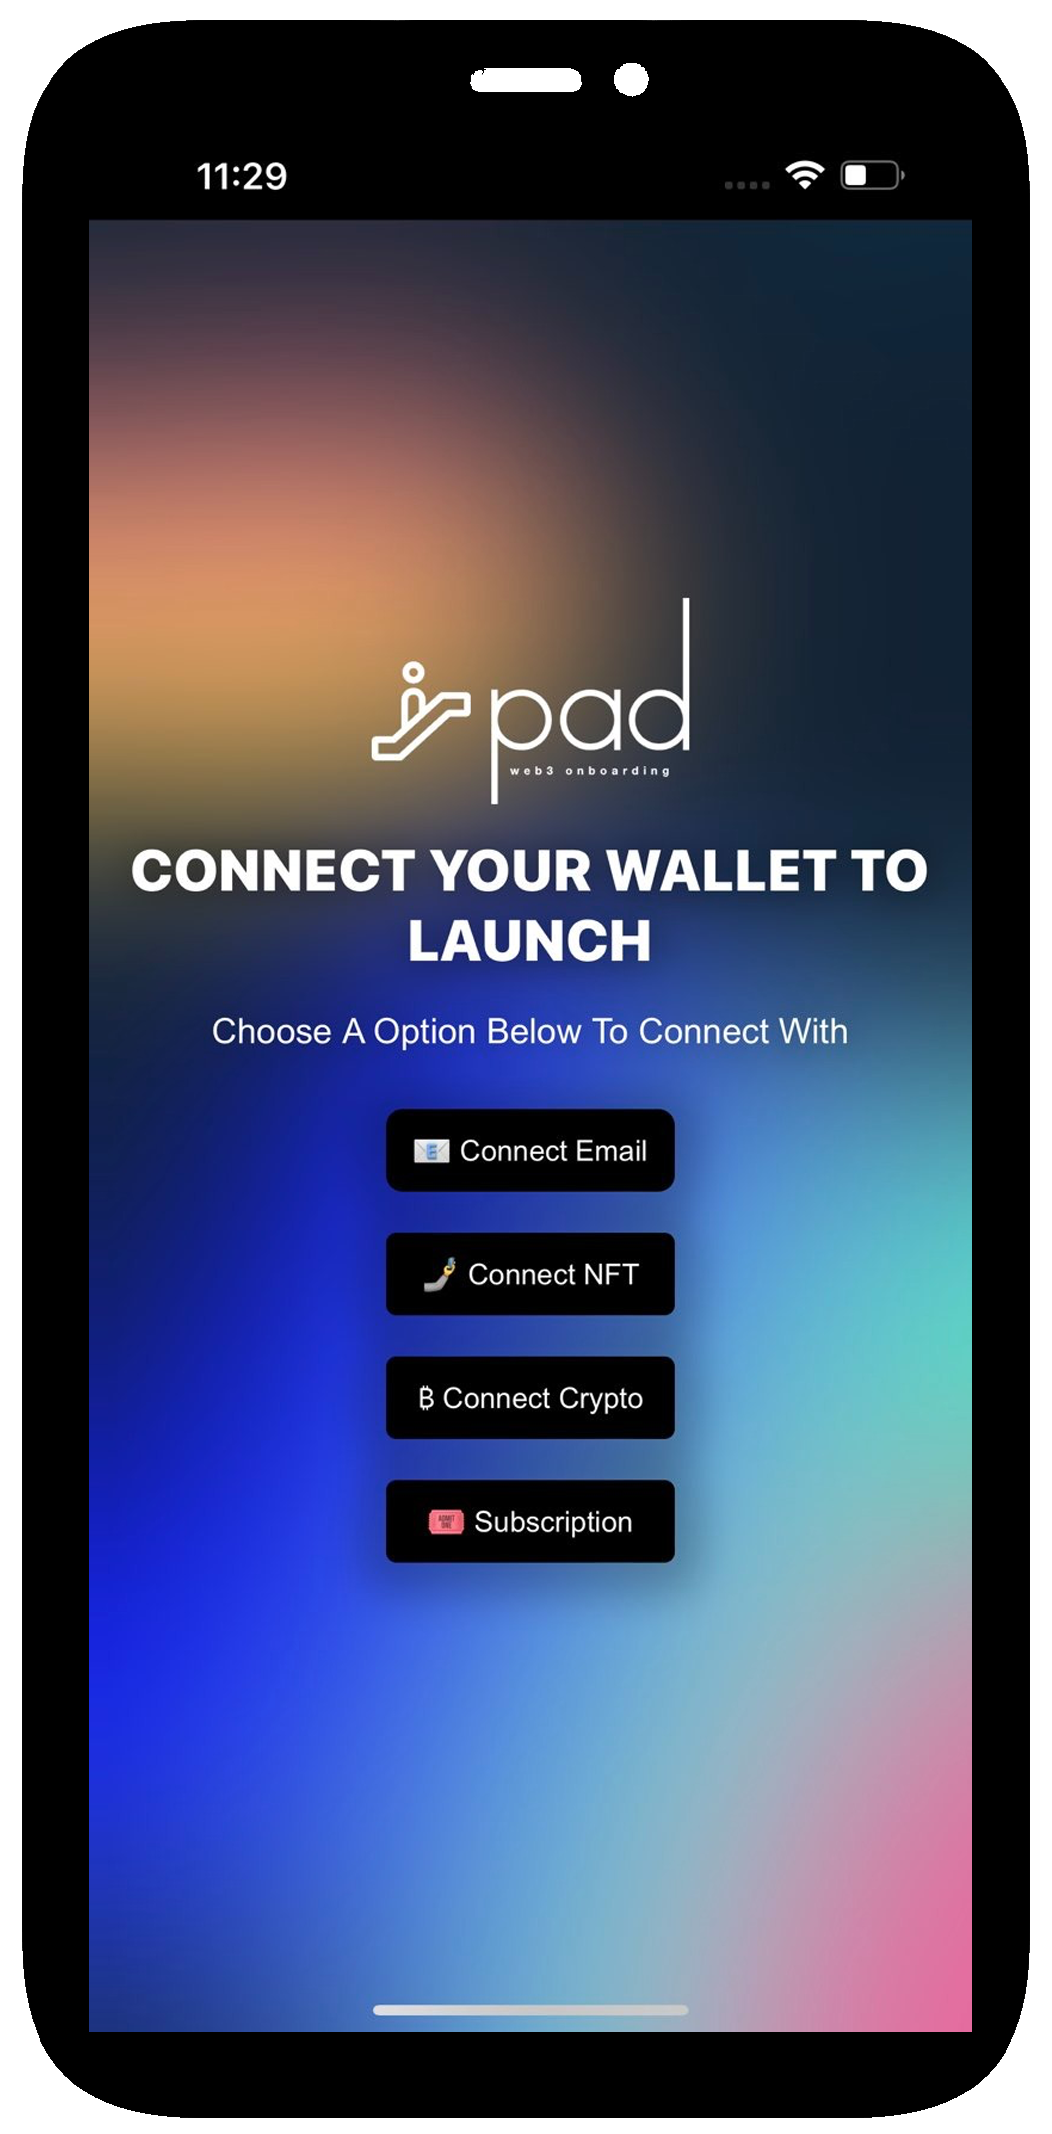 11:29
pad
web3 onboarding
CONNECT YOUR WALLET TO
LAUNCH
Choose A Option Below To Connect With
📧 Connect Email
🤳 Connect NFT
₿ Connect Crypto
🎟 Subscription